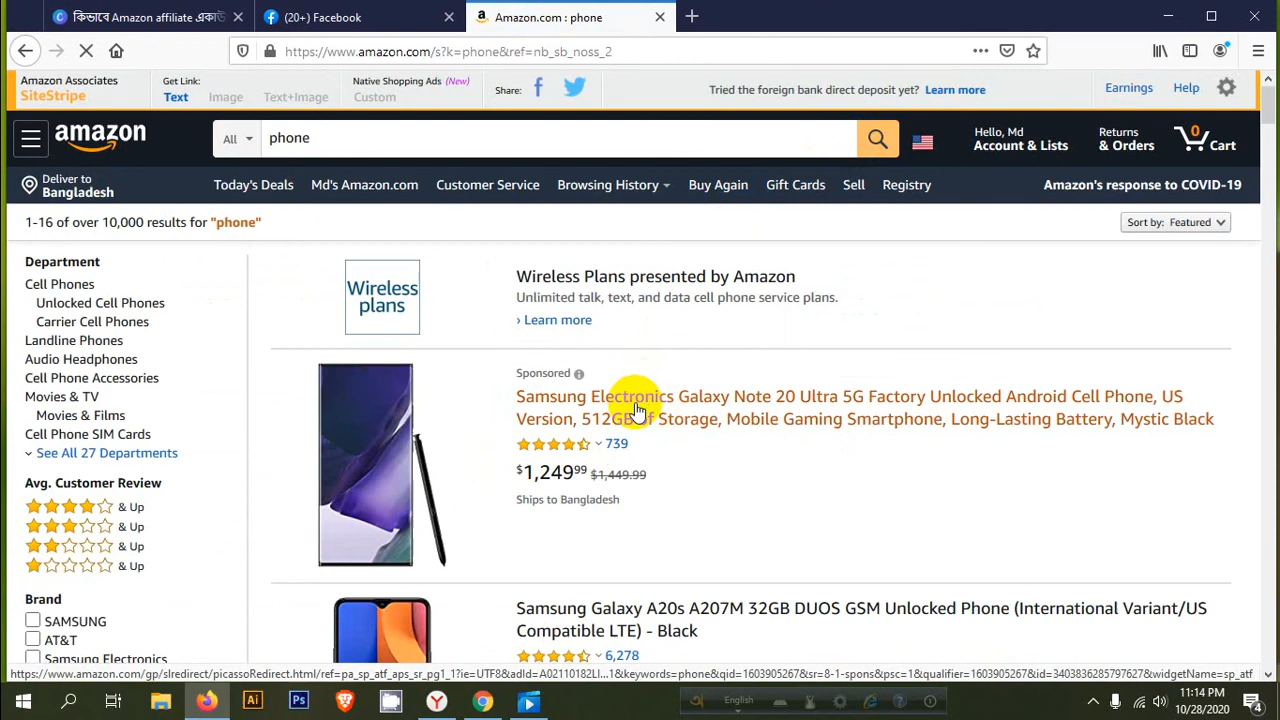 কিভাবে Amazon affiliate একাউ
(20+) Facebook
Amazon.com : phone
https://www.amazon.com/s?k=phone&ref=nb_sb_noss_2
Amazon Associates
SiteStripe
Get Link:
Text Image Text+Image
Native Shopping Ads (New)
Custom
Share:
Tried the foreign bank direct deposit yet? Learn more
Earnings
Help
amazon
All
phone
Hello, Md
Account & Lists
Returns
& Orders
0
Cart
Deliver to
Bangladesh
Today's Deals
Md's Amazon.com
Customer Service
Browsing History
Buy Again
Gift Cards
Sell
Registry
Amazon's response to COVID-19
1-16 of over 10,000 results for "phone"
Sort by: Featured
Department
Cell Phones
Unlocked Cell Phones
Carrier Cell Phones
Landline Phones
Audio Headphones
Cell Phone Accessories
Movies & TV
Movies & Films
Cell Phone SIM Cards
See All 27 Departments
Avg. Customer Review
& Up
& Up
& Up
& Up
Brand
SAMSUNG
AT&T
Samsung Electronics
Wireless plans
Wireless Plans presented by Amazon
Unlimited talk, text, and data cell phone service plans.
› Learn more
Sponsored
Samsung Electronics Galaxy Note 20 Ultra 5G Factory Unlocked Android Cell Phone, US
Version, 512GB of Storage, Mobile Gaming Smartphone, Long-Lasting Battery, Mystic Black
739
$1,249.99 $1,449.99
Ships to Bangladesh
Samsung Galaxy A20s A207M 32GB DUOS GSM Unlocked Phone (International Variant/US
Compatible LTE) - Black
6,278
https://www.amazon.com/gp/slredirect/picassoRedirect.html/ref=pa_sp_atf_aps_sr_pg1_1?ie=UTF8&adId=A02110182LI...1&keywords=phone&qid=1603905267&sr=8-1-spons&psc=1&qualifier=1603905267&id=3403836285797271&widgetName=sp_atf
English
11:14 PM
10/28/2020
4